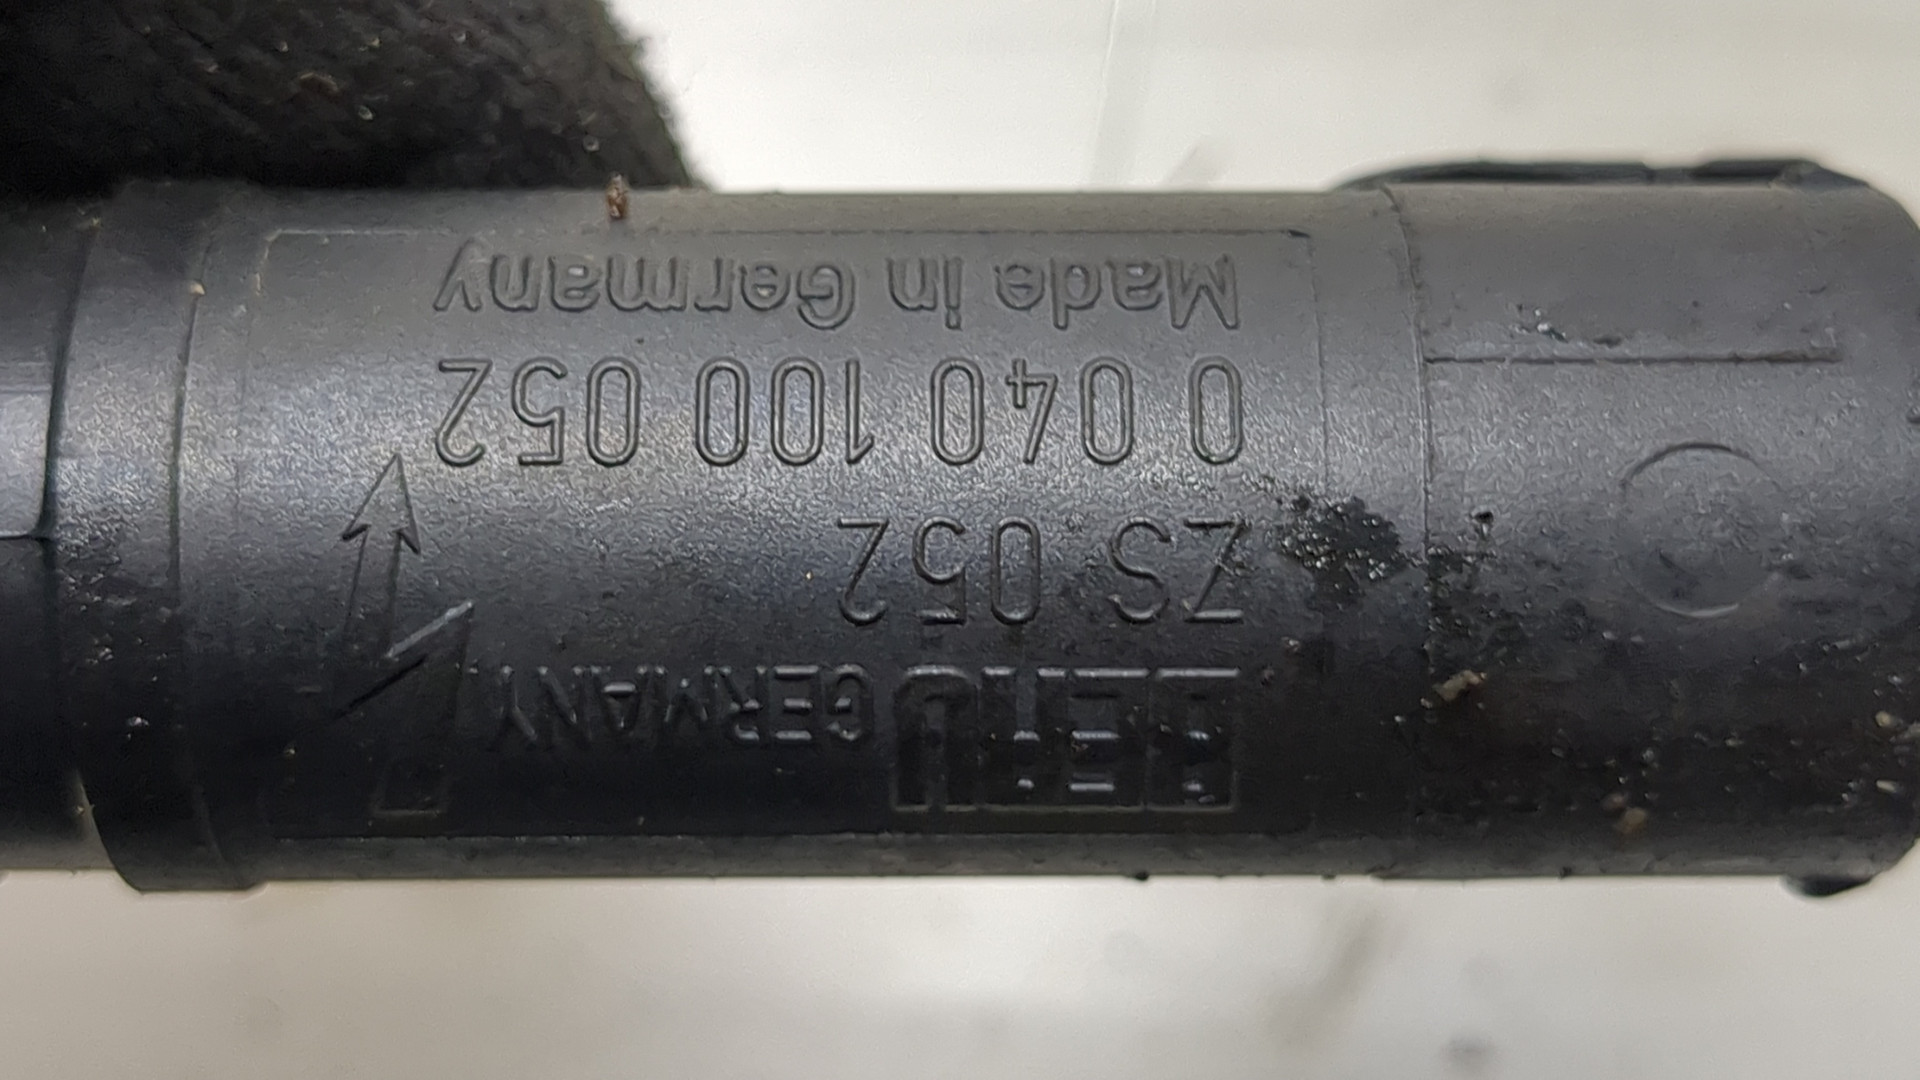 BERU GERMANY
ZS 052
0 040 100 052
Made in Germany